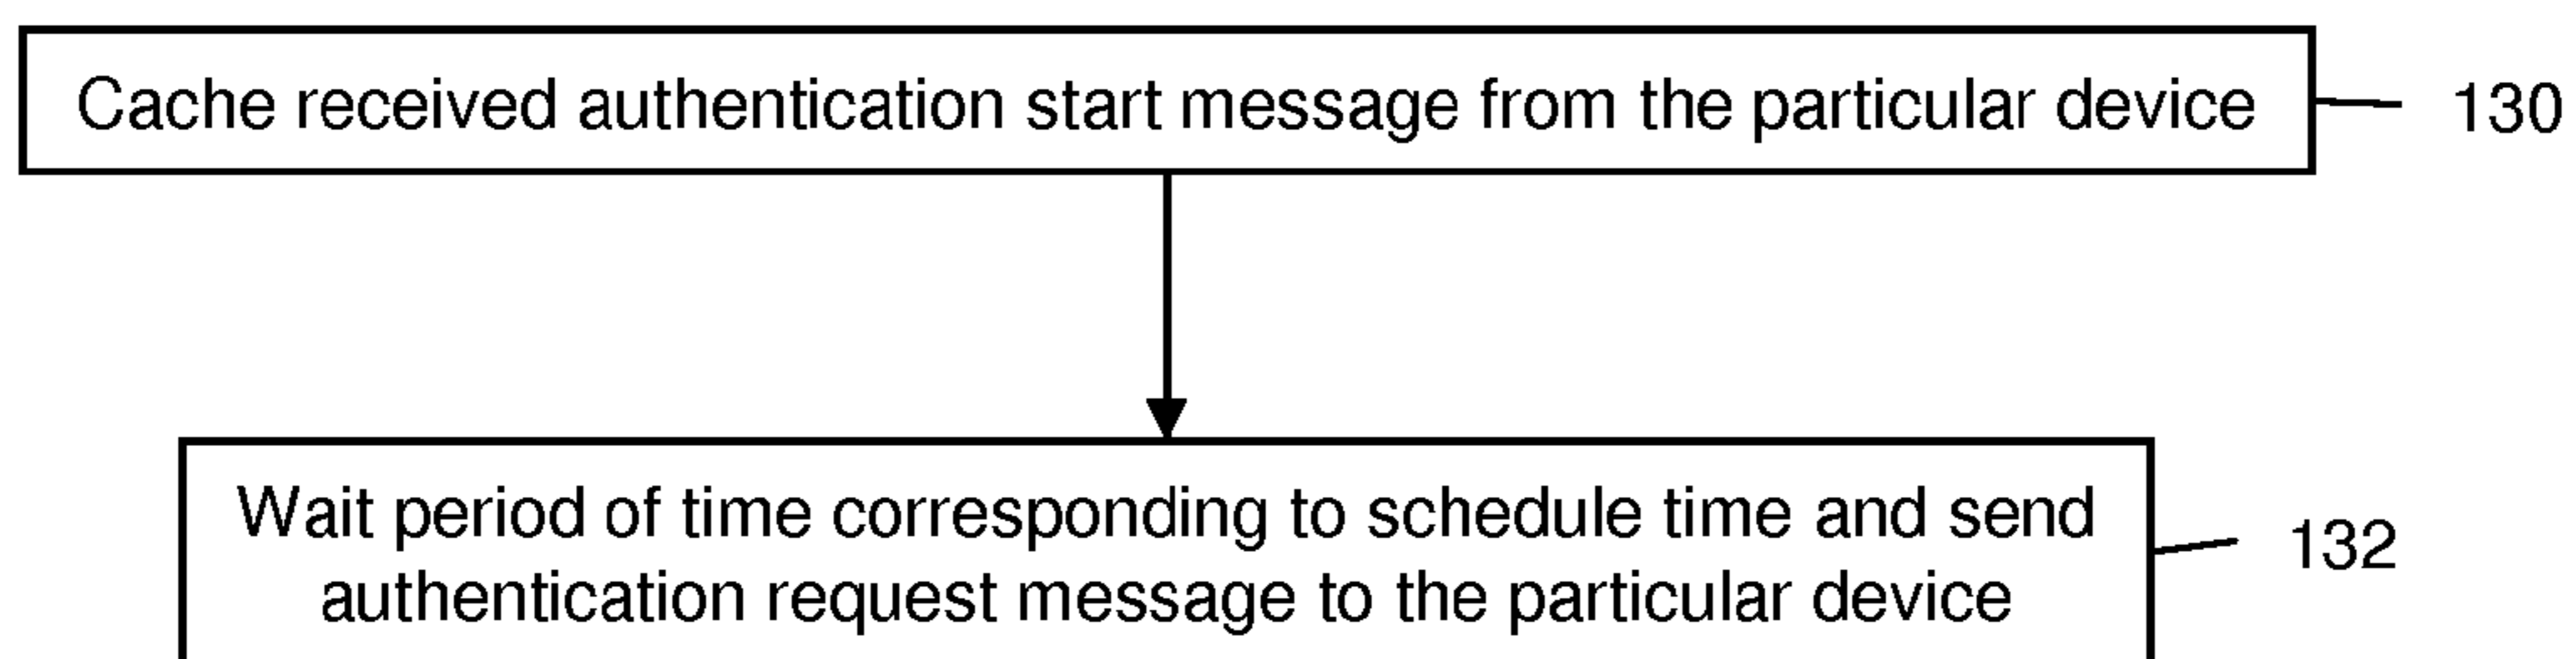 Cache received authentication start message from the particular device
130
Wait period of time corresponding to schedule time and send
authentication request message to the particular device
132